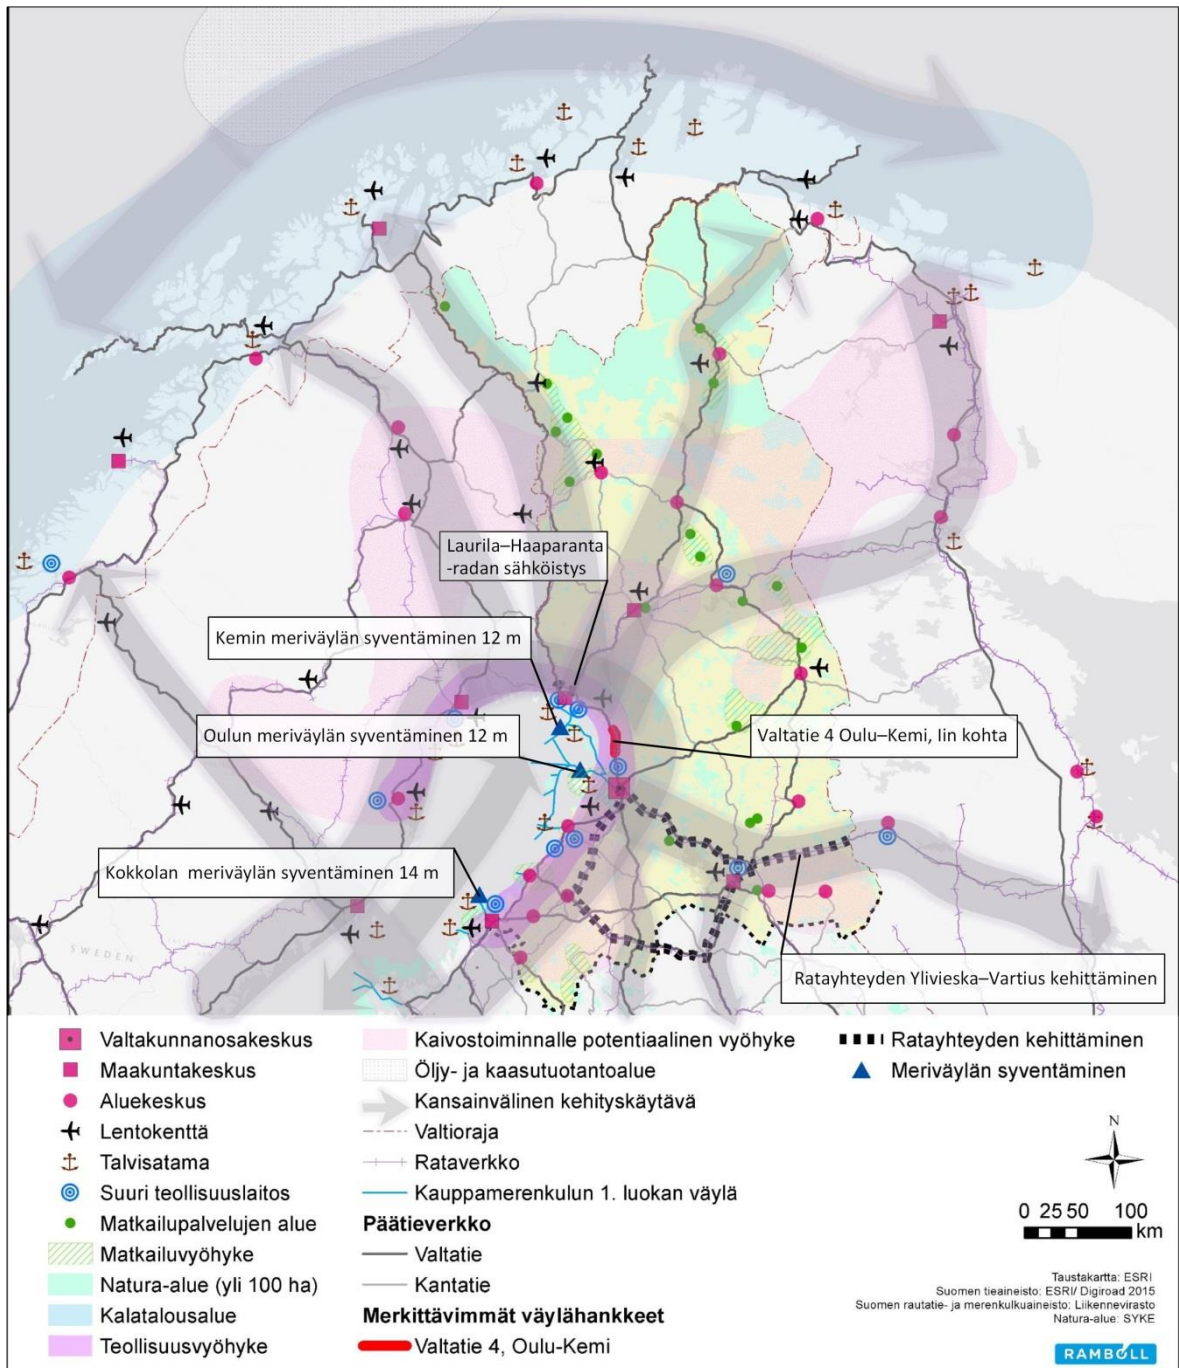 Laurila–Haaparanta
-radan sähköistys
Kemin meriväylän syventäminen 12 m
Oulun meriväylän syventäminen 12 m
Valtatie 4 Oulu–Kemi, Iin kohta
Kokkolan meriväylän syventäminen 14 m
SWEDEN
Ratayhteyden Ylivieska–Vartius kehittäminen
Valtakunnanosakeskus
Maakuntakeskus
Aluekeskus
Lentokenttä
Talvisatama
Suuri teollisuuslaitos
Matkailupalvelujen alue
Matkailuvyöhyke
Natura-alue (yli 100 ha)
Kalatalousalue
Teollisuusvyöhyke
Kaivostoiminnalle potentiaalinen vyöhyke
Öljy- ja kaasutuotantoalue
Kansainvälinen kehityskäytävä
Valtioraja
Rataverkko
Kauppamerenkulun 1. luokan väylä
Päätieverkko
Valtatie
Kantatie
Merkittävimmät väylähankkeet
Valtatie 4, Oulu-Kemi
Ratayhteyden kehittäminen
Meriväylän syventäminen
N
0 25 50 100
km
Taustakartta: ESRI
Suomen tieaineisto: ESRI/ Digiroad 2015
Suomen rautatie- ja merenkulkuaineisto: Liikennevirasto
Natura-alue: SYKE
RAMBOLL